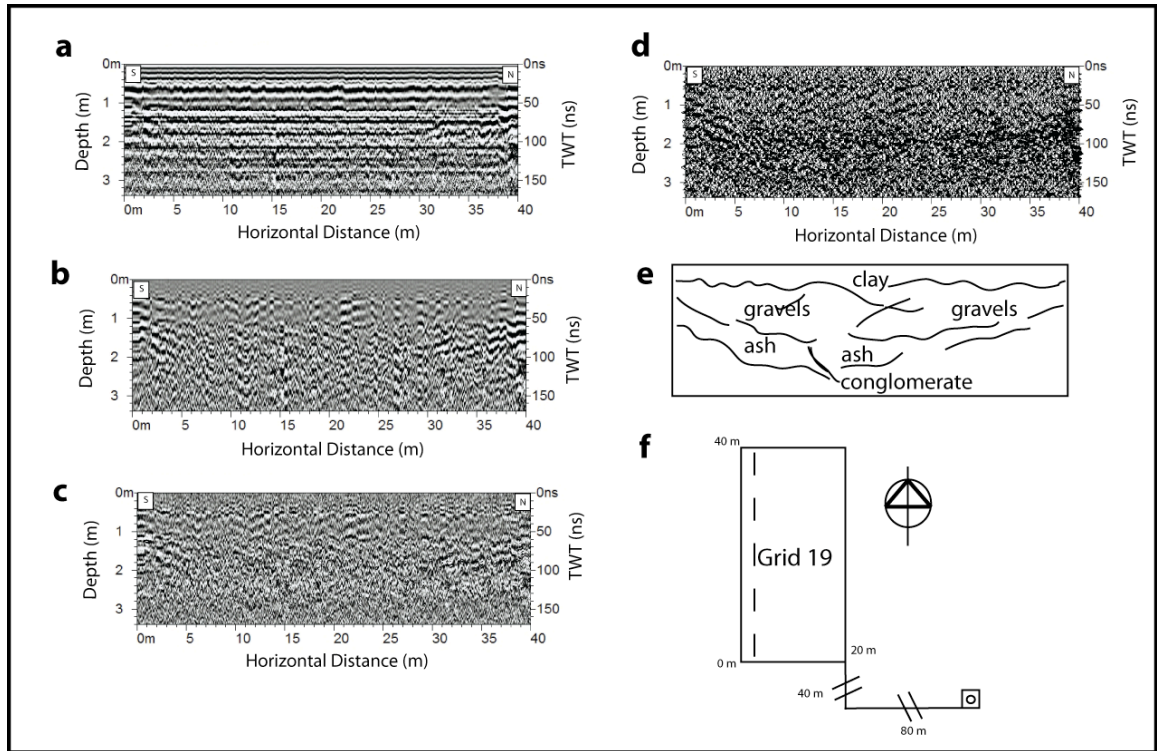 a
S
N
0m
1
2
3
Depth (m)
0ns
50
100
150
TWT (ns)
0m 5 10 15 20 25 30 35 40
Horizontal Distance (m)
b
S
N
0m
1
2
3
Depth (m)
0ns
50
100
150
TWT (ns)
0m 5 10 15 20 25 30 35 40
Horizontal Distance (m)
c
S
N
0m
1
2
3
Depth (m)
0ns
50
100
150
TWT (ns)
0m 5 10 15 20 25 30 35 40
Horizontal Distance (m)
d
S
N
0m
1
2
3
Depth (m)
0ns
50
100
150
TWT (ns)
0m 5 10 15 20 25 30 35 40
Horizontal Distance (m)
e
clay
gravels gravels
ash ash
conglomerate
f
40 m
Grid 19
0 m
20 m
40 m
80 m